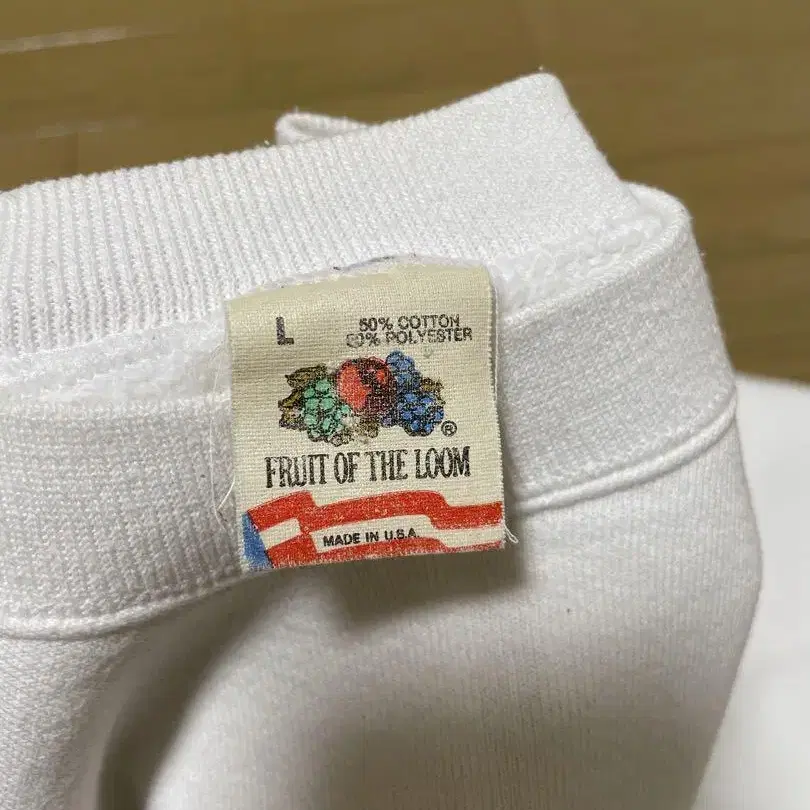 L
50% COTTON
50% POLYESTER
®
FRUIT OF THE LOOM
MADE IN U.S.A.